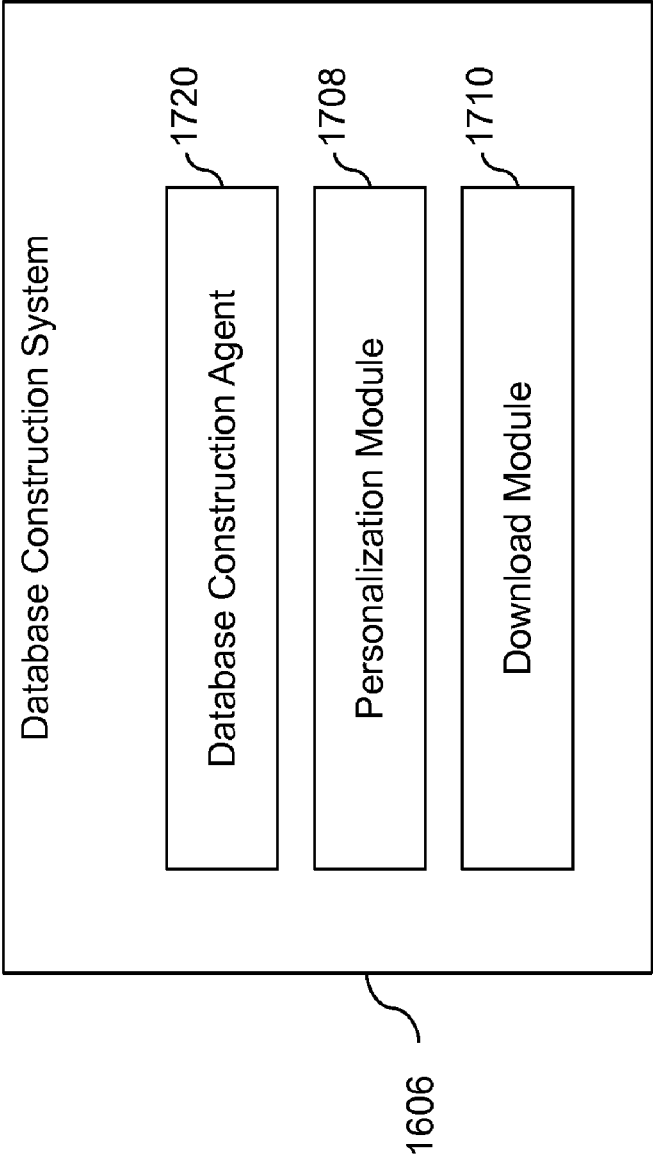 Database Construction System
Database Construction Agent
1720
Personalization Module
1708
Download Module
1710
1606